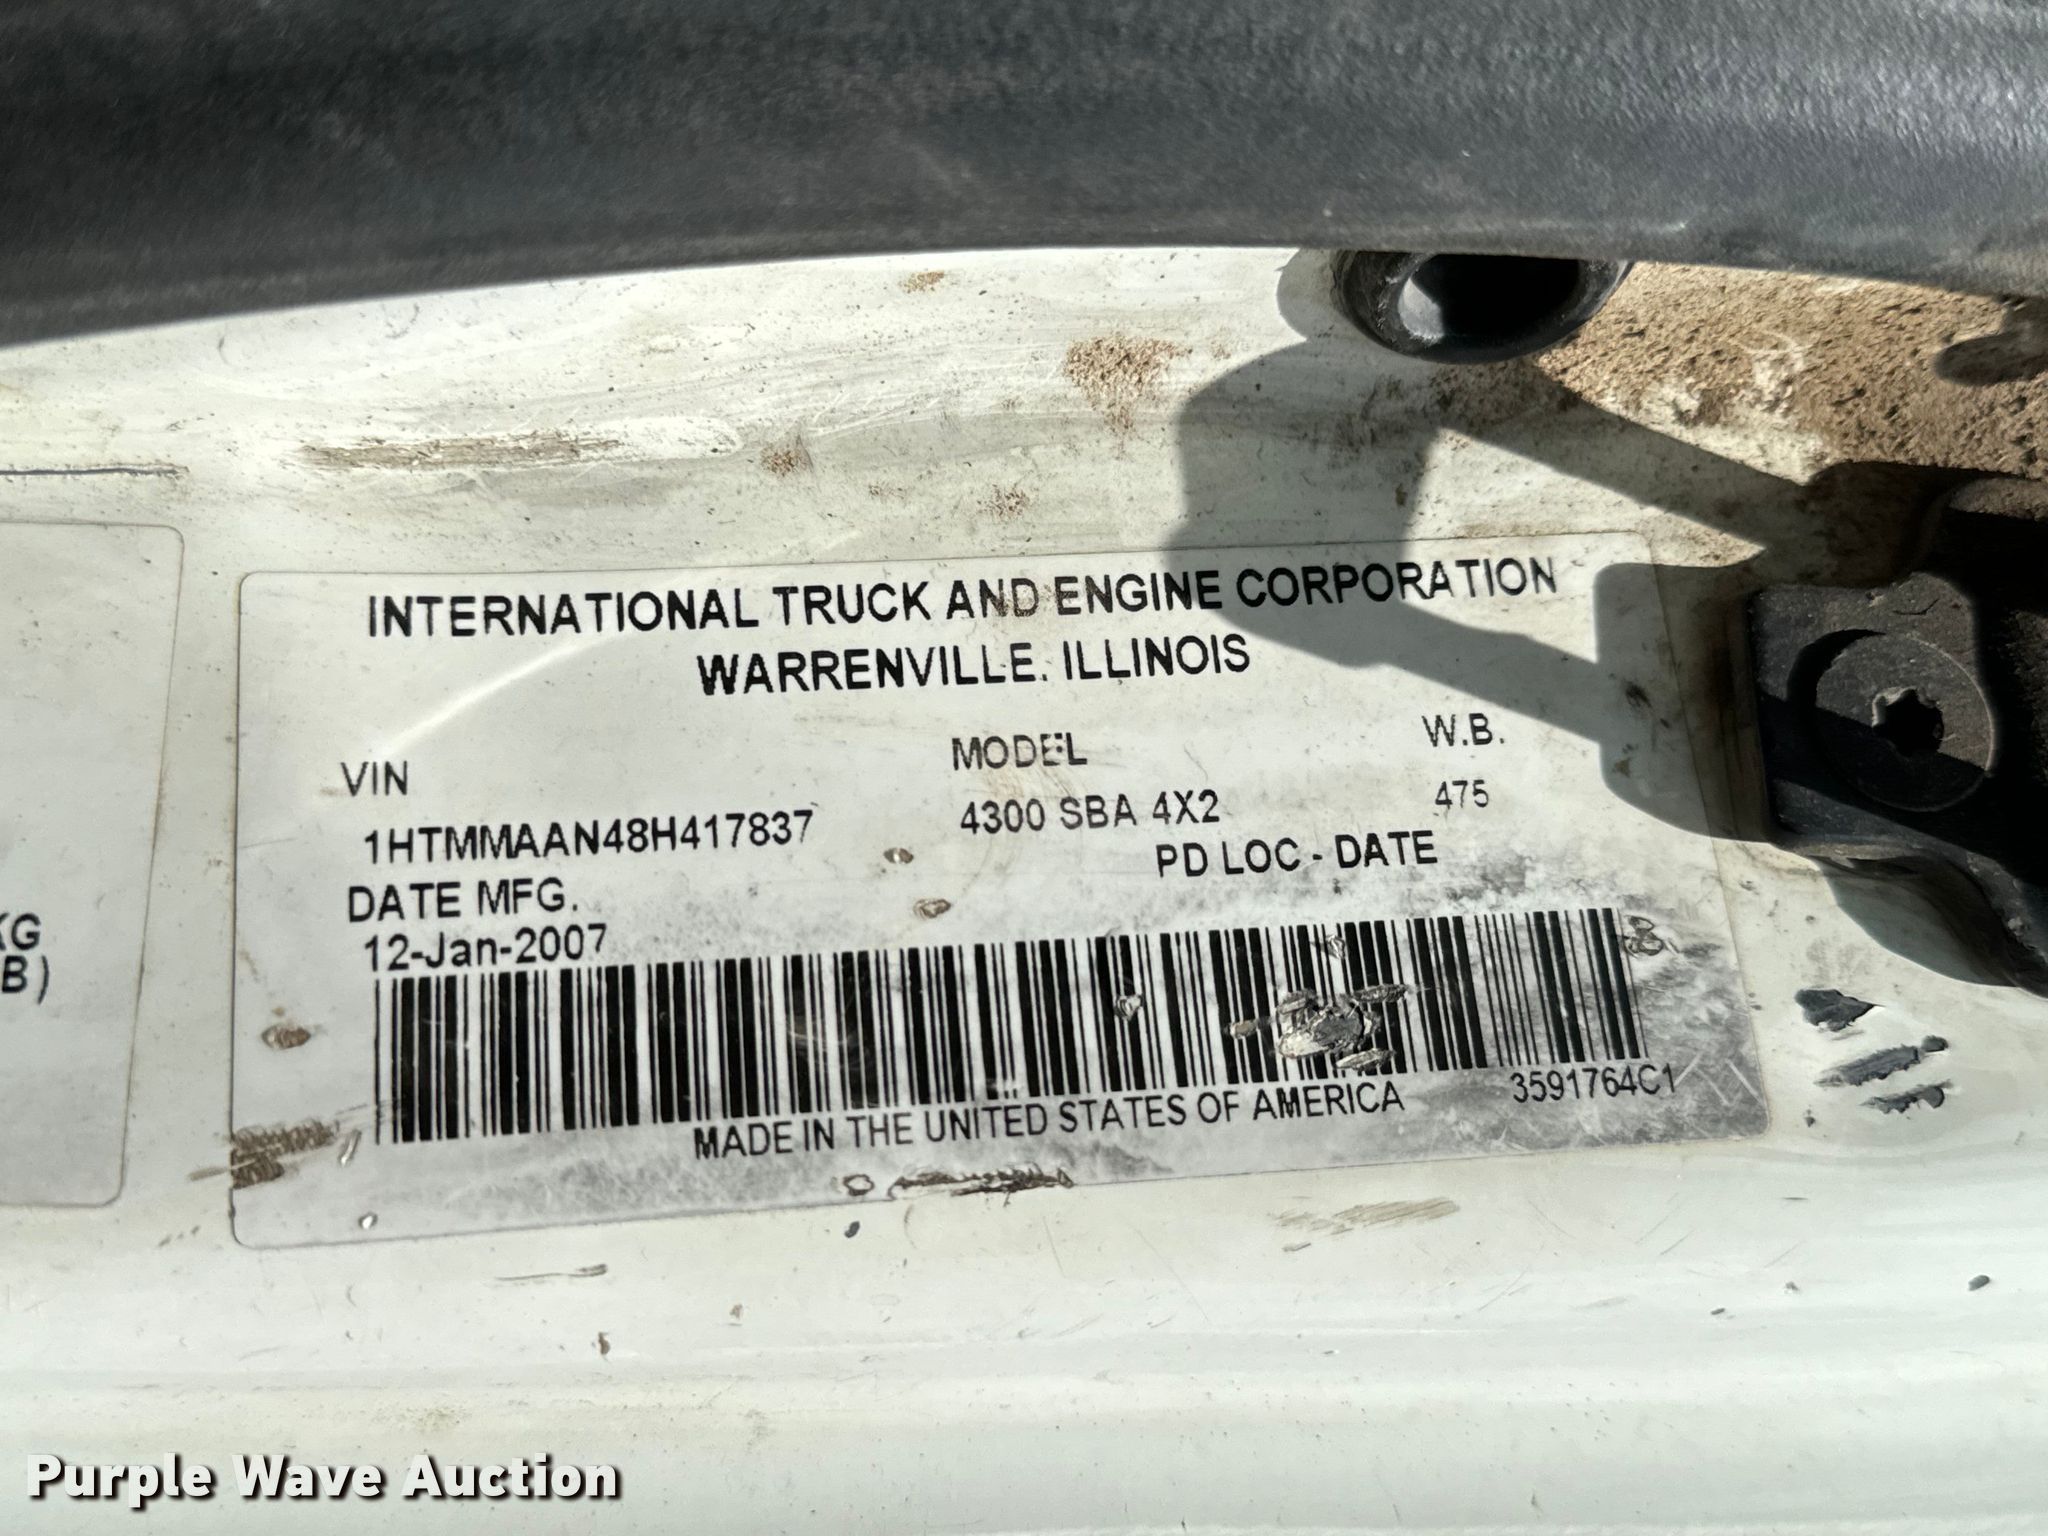 INTERNATIONAL TRUCK AND ENGINE CORPORATION
WARRENVILLE. ILLINOIS
VIN MODEL W.B.
1HTMMAAN48H417837 4300 SBA 4X2 475
DATE MFG. PD LOC - DATE
12-Jan-2007
KG
B)
MADE IN THE UNITED STATES OF AMERICA 3591764C1
Purple Wave Auction